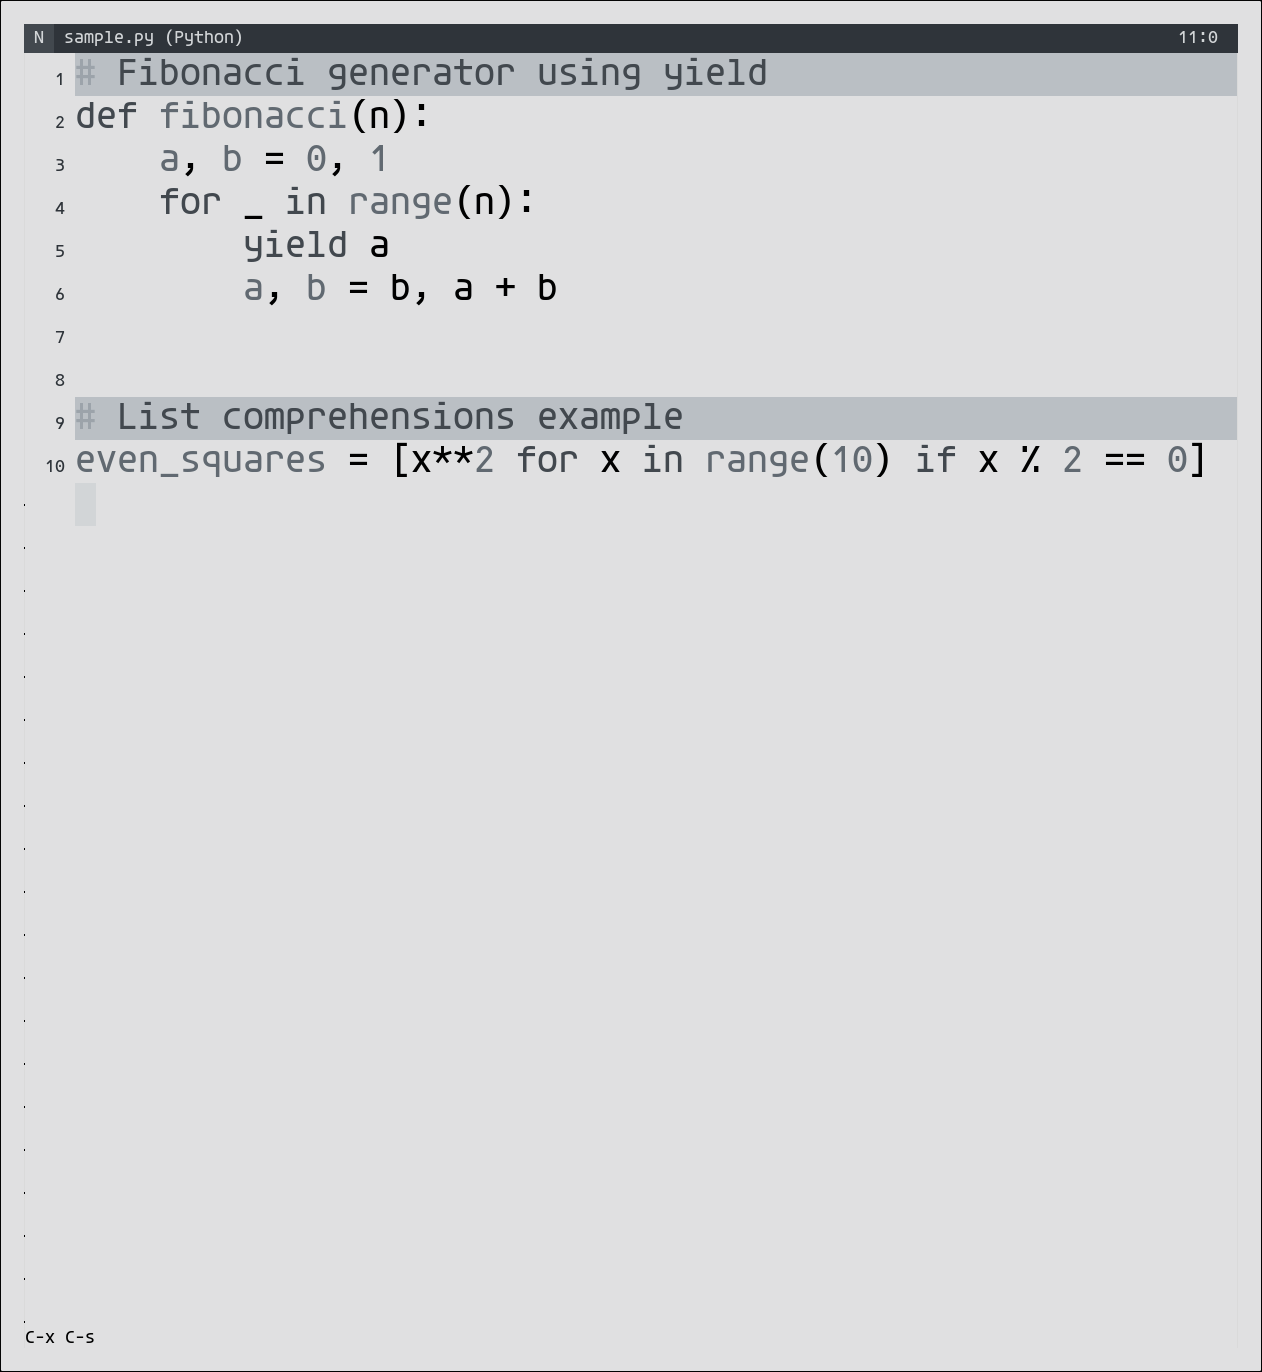 N sample.py (Python) 11:0
1 # Fibonacci generator using yield
2 def fibonacci(n):
3     a, b = 0, 1
4     for _ in range(n):
5         yield a
6         a, b = b, a + b
7
8
9 # List comprehensions example
10 even_squares = [x**2 for x in range(10) if x % 2 == 0]
C-x C-s